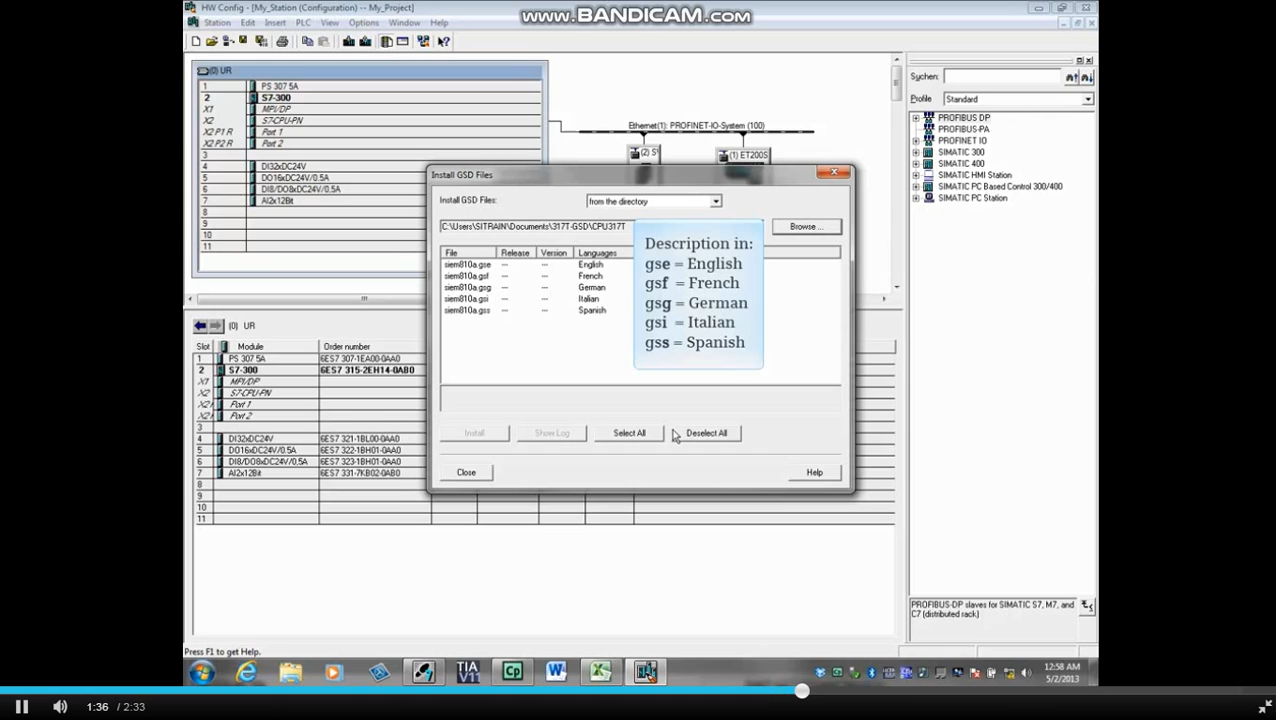 HW Config - [My_Station (Configuration) -- My_Project]
www.BANDICAM.com
Station Edit Insert PLC View Options Window Help
(0) UR
1 PS 307 5A
2 S7-300
X1 MPI/DP
X2 S7-CPU-PN
X2 P1 R Port 1
X2 P2 R Port 2
3
4 DI32xDC24V
5 DO16xDC24V/0.5A
6 DI8/DO8xDC24V/0.5A
7 AI2x12Bit
8
9
10
11
Ethernet(1): PROFINET-IO-System (100)
(2) S'
(1) ET200S
Suchen:
Profile Standard
PROFIBUS DP
PROFIBUS-PA
PROFINET IO
SIMATIC 300
SIMATIC 400
SIMATIC HMI Station
SIMATIC PC Based Control 300/400
SIMATIC PC Station
Install GSD Files
Install GSD Files: from the directory
C:\Users\SITRAIN\Documents\317T-GSD\CPU317T
Browse ...
File Release Version Languages
siem810a.gse --- --- English
siem810a.gsf --- --- French
siem810a.gsg --- --- German
siem810a.gsi --- --- Italian
siem810a.gss --- --- Spanish
Description in:
gse = English
gsf = French
gsg = German
gsi = Italian
gss = Spanish
Install Show Log Select All Deselect All
Close Help
(0) UR
Slot Module Order number
1 PS 307 5A 6ES7 307-1EA00-0AA0
2 S7-300 6ES7 315-2EH14-0AB0
X1 MPI/DP
X2 S7-CPU-PN
X2 Port 1
X2 Port 2
3
4 DI32xDC24V 6ES7 321-1BL00-0AA0
5 DO16xDC24V/0.5A 6ES7 322-1BH01-0AA0
6 DI8/DO8xDC24V/0.5A 6ES7 323-1BH01-0AA0
7 AI2x12Bit 6ES7 331-7KB02-0AB0
8
9
10
11
PROFIBUS-DP slaves for SIMATIC S7, M7, and
C7 (distributed rack)
Press F1 to get Help.
TIA
V11
Cp
12:58 AM
5/2/2013
1:36 / 2:33